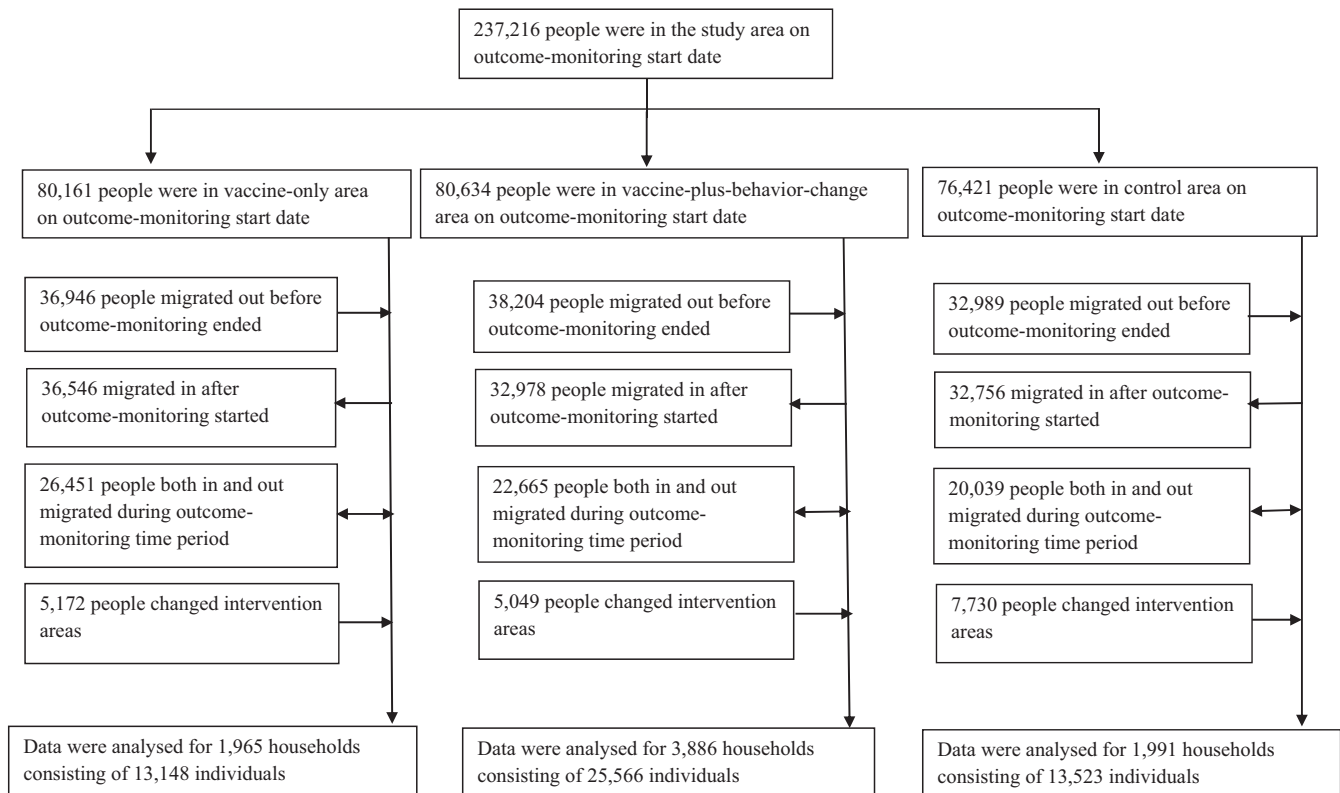 237,216 people were in the study area on
outcome-monitoring start date
80,161 people were in vaccine-only area
on outcome-monitoring start date
36,946 people migrated out before
outcome-monitoring ended
36,546 migrated in after
outcome-monitoring started
26,451 people both in and out
migrated during outcome-
monitoring time period
5,172 people changed intervention
areas
Data were analysed for 1,965 households
consisting of 13,148 individuals
80,634 people were in vaccine-plus-behavior-change
area on outcome-monitoring start date
38,204 people migrated out before
outcome-monitoring ended
32,978 people migrated in after
outcome-monitoring started
22,665 people both in and out
migrated during outcome-
monitoring time period
5,049 people changed intervention
areas
Data were analysed for 3,886 households
consisting of 25,566 individuals
76,421 people were in control area on
outcome-monitoring start date
32,989 people migrated out before
outcome-monitoring ended
32,756 migrated in after outcome-
monitoring started
20,039 people both in and out
migrated during outcome-
monitoring time period
7,730 people changed intervention
areas
Data were analysed for 1,991 households
consisting of 13,523 individuals